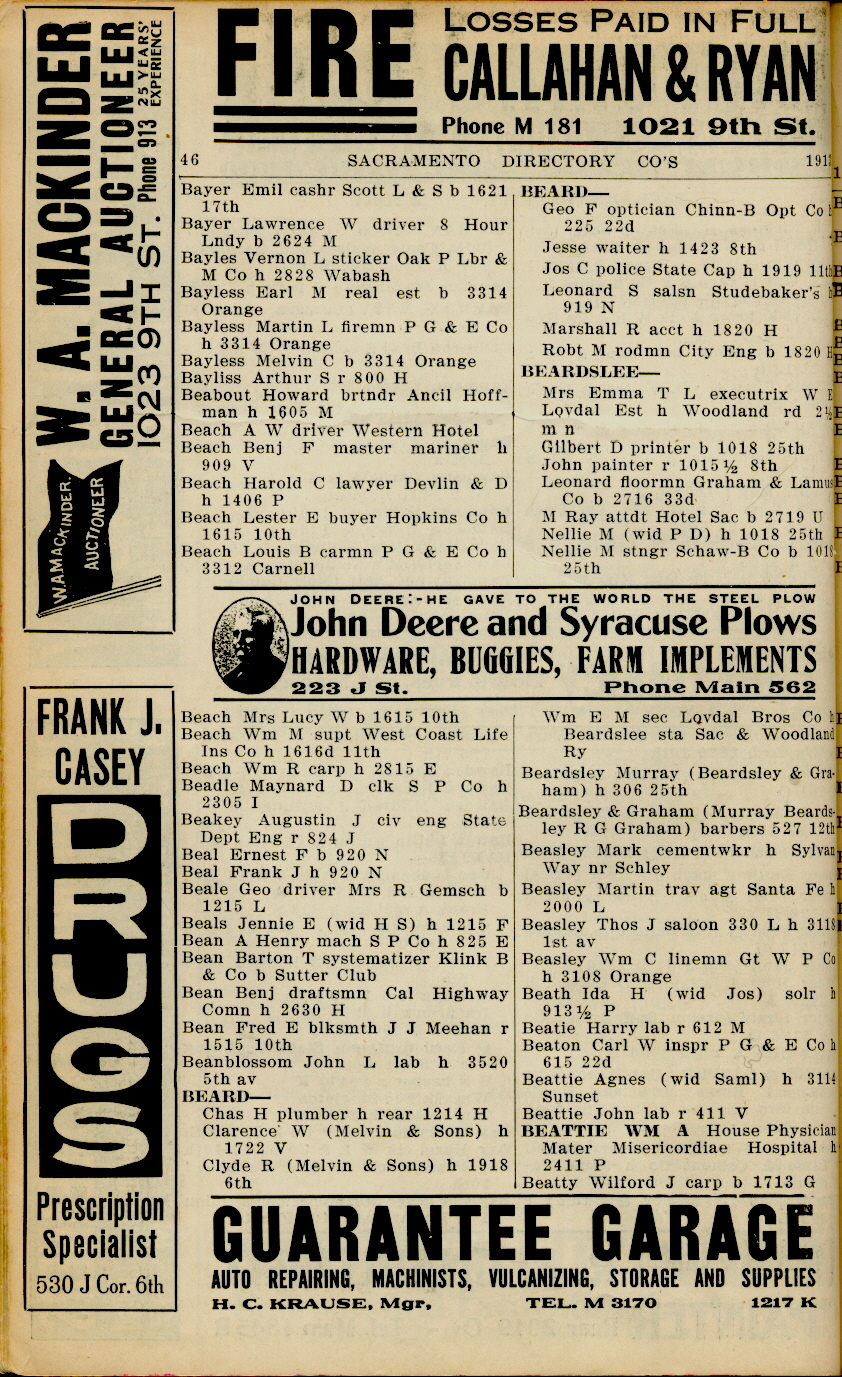 W. A. MACKINDER
GENERAL AUCTIONEER
1023 9TH ST. Phone 913 25 YEARS' EXPERIENCE
W.A.MACKINDER.
AUCTIONEER
FIRE
LOSSES PAID IN FULL
CALLAHAN & RYAN
Phone M 181 1021 9th St.
46 SACRAMENTO DIRECTORY CO'S 191
Bayer Emil cashr Scott L & S b 1621
17th
Bayer Lawrence W driver 8 Hour
Lndy b 2624 M
Bayles Vernon L sticker Oak P Lbr &
M Co h 2828 Wabash
Bayless Earl M real est b 3314
Orange
Bayless Martin L firemn P G & E Co
h 3314 Orange
Bayless Melvin C b 3314 Orange
Bayliss Arthur S r 800 H
Beabout Howard brtndr Ancil Hoff-
man h 1605 M
Beach A W driver Western Hotel
Beach Benj F master mariner h
909 V
Beach Harold C lawyer Devlin & D
h 1406 P
Beach Lester E buyer Hopkins Co h
1615 10th
Beach Louis B carmn P G & E Co h
3312 Carnell
BEARD—
Geo F optician Chinn-B Opt Co
225 22d
Jesse waiter h 1423 8th
Jos C police State Cap h 1919 11th
Leonard S salsn Studebaker's
919 N
Marshall R acct h 1820 H
Robt M rodmn City Eng b 1820 H
BEARDSLEE—
Mrs Emma T L executrix W E
Lovdal Est h Woodland rd 2½
m n
Gilbert D printer b 1018 25th
John painter r 1015½ 8th
Leonard floormn Graham & Lamus
Co b 2716 33d
M Ray attdt Hotel Sac b 2719 U
Nellie M (wid P D) h 1018 25th
Nellie M stngr Schaw-B Co b 1018
25th
JOHN DEERE:-HE GAVE TO THE WORLD THE STEEL PLOW
John Deere and Syracuse Plows
HARDWARE, BUGGIES, FARM IMPLEMENTS
223 J St. Phone Main 562
FRANK J.
CASEY
DRUGS
Prescription
Specialist
530 J Cor. 6th
Beach Mrs Lucy W b 1615 10th
Beach Wm M supt West Coast Life
Ins Co h 1616d 11th
Beach Wm R carp h 2815 E
Beadle Maynard D clk S P Co h
2305 I
Beakey Augustin J civ eng State
Dept Eng r 824 J
Beal Ernest F b 920 N
Beal Frank J h 920 N
Beale Geo driver Mrs R Gemsch b
1215 L
Beals Jennie E (wid H S) h 1215 F
Bean A Henry mach S P Co h 825 E
Bean Barton T systematizer Klink B
& Co b Sutter Club
Bean Benj draftsmn Cal Highway
Comn h 2630 H
Bean Fred E blksmth J J Meehan r
1515 10th
Beanblossom John L lab h 3520
5th av
BEARD—
Chas H plumber h rear 1214 H
Clarence W (Melvin & Sons) h
1722 V
Clyde R (Melvin & Sons) h 1918
6th
Wm E M sec Lovdal Bros Co h
Beardslee sta Sac & Woodland
Ry
Beardsley Murray (Beardsley & Gra-
ham) h 306 25th
Beardsley & Graham (Murray Beards-
ley R G Graham) barbers 527 12th
Beasley Mark cementwkr h Sylvan
Way nr Schley
Beasley Martin trav agt Santa Fe h
2000 L
Beasley Thos J saloon 330 L h 3118
1st av
Beasley Wm C linemn Gt W P Co
h 3108 Orange
Beath Ida H (wid Jos) solr h
913½ P
Beatie Harry lab r 612 M
Beaton Carl W inspr P G & E Co h
615 22d
Beattie Agnes (wid Saml) h 3114
Sunset
Beattie John lab r 411 V
BEATTIE WM A House Physician
Mater Misericordiae Hospital h
2411 P
Beatty Wilford J carp b 1713 G
GUARANTEE GARAGE
AUTO REPAIRING, MACHINISTS, VULCANIZING, STORAGE AND SUPPLIES
H. C. KRAUSE, Mgr, TEL. M 3170 1217 K